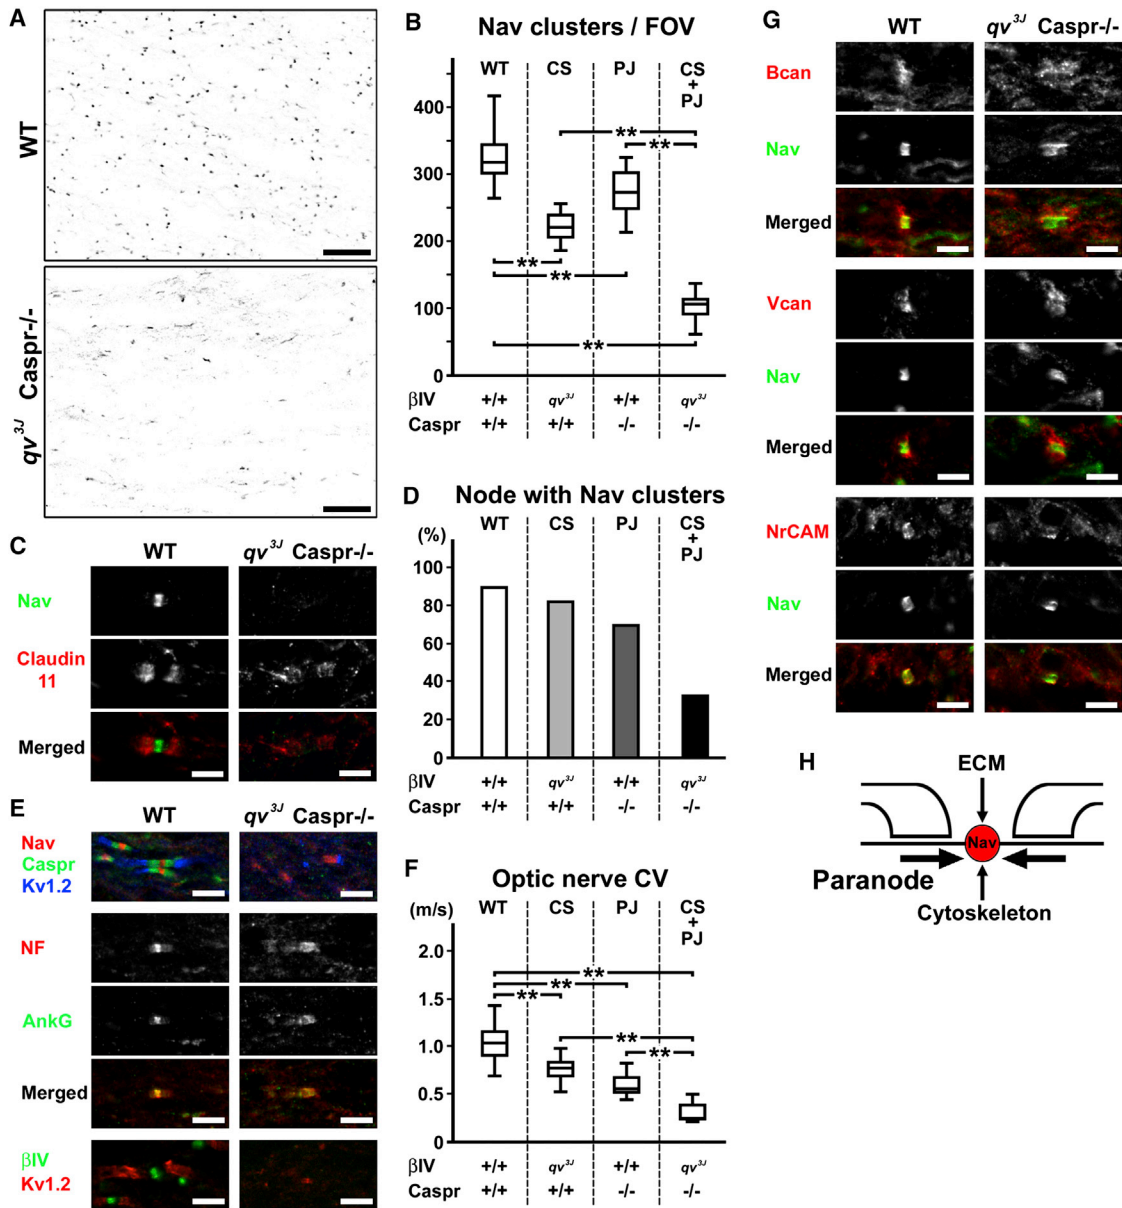 A
WT
qv3J Caspr-/-
B
Nav clusters / FOV
WT CS PJ CS + PJ
400
300
200
100
0
** **
** **
**
βIV +/+ qv3J +/+ qv3J
Caspr +/+ +/+ -/- -/-
C
WT qv3J Caspr-/-
Nav
Claudin 11
Merged
D
Node with Nav clusters
(%)
WT CS PJ CS + PJ
100
80
60
40
20
0
βIV +/+ qv3J +/+ qv3J
Caspr +/+ +/+ -/- -/-
E
WT qv3J Caspr-/-
Nav
Caspr
Kv1.2
NF
AnkG
Merged
βIV
Kv1.2
F
Optic nerve CV
(m/s)
WT CS PJ CS + PJ
2.0
1.5
1.0
0.5
0
**
**
**
**
**
βIV +/+ qv3J +/+ qv3J
Caspr +/+ +/+ -/- -/-
G
WT qv3J Caspr-/-
Bcan
Nav
Merged
Vcan
Nav
Merged
NrCAM
Nav
Merged
H
ECM
Nav
Paranode
Cytoskeleton